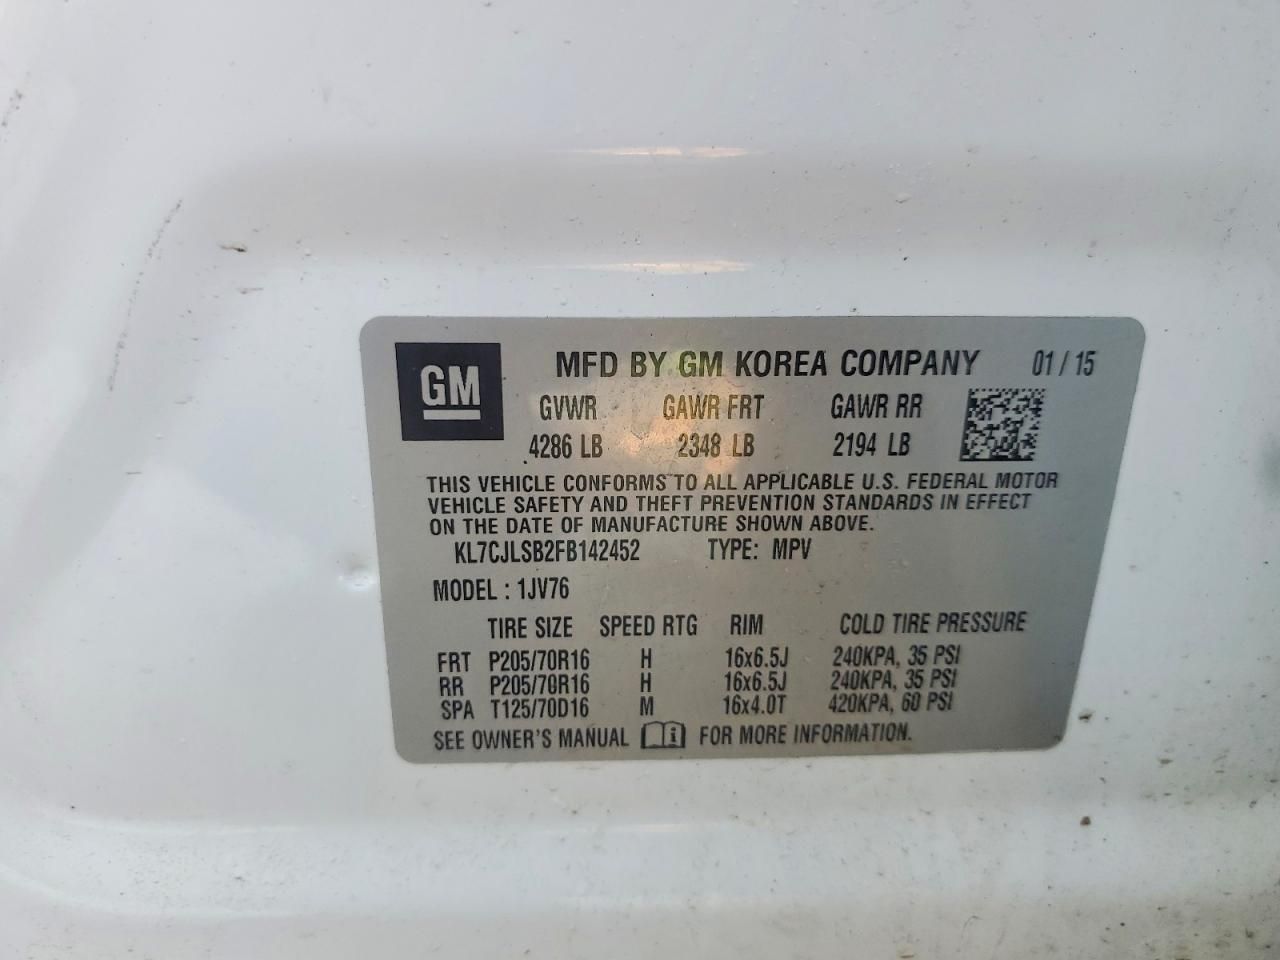 GM
MFD BY GM KOREA COMPANY 01 / 15
GVWR GAWR FRT GAWR RR
4286 LB 2348 LB 2194 LB
THIS VEHICLE CONFORMS TO ALL APPLICABLE U.S. FEDERAL MOTOR
VEHICLE SAFETY AND THEFT PREVENTION STANDARDS IN EFFECT
ON THE DATE OF MANUFACTURE SHOWN ABOVE.
KL7CJLSB2FB142452 TYPE: MPV
MODEL : 1JV76
TIRE SIZE SPEED RTG RIM COLD TIRE PRESSURE
FRT P205/70R16 H 16x6.5J 240KPA, 35 PSI
RR P205/70R16 H 16x6.5J 240KPA, 35 PSI
SPA T125/70D16 M 16x4.0T 420KPA, 60 PSI
SEE OWNER'S MANUAL i FOR MORE INFORMATION.